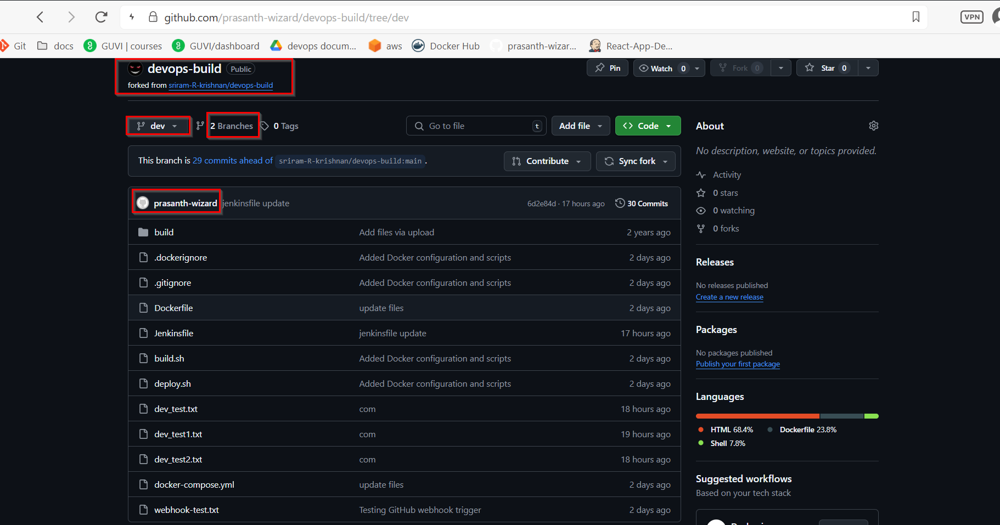 github.com/prasanth-wizard/devops-build/tree/dev
VPN
Git docs GUVI | courses GUVI/dashboard devops docum... aws Docker Hub prasanth-wizar... React-App-De...
devops-build Public
Pin Watch 0 Fork 0 Star 0
forked from sriram-R-krishnan/devops-build
dev 2 Branches 0 Tags Go to file t Add file Code
This branch is 29 commits ahead of sriram-R-krishnan/devops-build:main .
Contribute Sync fork
prasanth-wizard jenkinsfile update 6d2e84d · 17 hours ago 30 Commits
build Add files via upload 2 years ago
.dockerignore Added Docker configuration and scripts 2 days ago
.gitignore Added Docker configuration and scripts 2 days ago
Dockerfile update files 2 days ago
Jenkinsfile jenkinsfile update 17 hours ago
build.sh Added Docker configuration and scripts 2 days ago
deploy.sh Added Docker configuration and scripts 2 days ago
dev_test.txt com 18 hours ago
dev_test1.txt com 19 hours ago
dev_test2.txt com 18 hours ago
docker-compose.yml update files 2 days ago
webhook-test.txt Testing GitHub webhook trigger 2 days ago
About
No description, website, or topics provided.
Activity
0 stars
0 watching
0 forks
Releases
No releases published
Create a new release
Packages
No packages published
Publish your first package
Languages
HTML 68.4% Dockerfile 23.8%
Shell 7.8%
Suggested workflows
Based on your tech stack